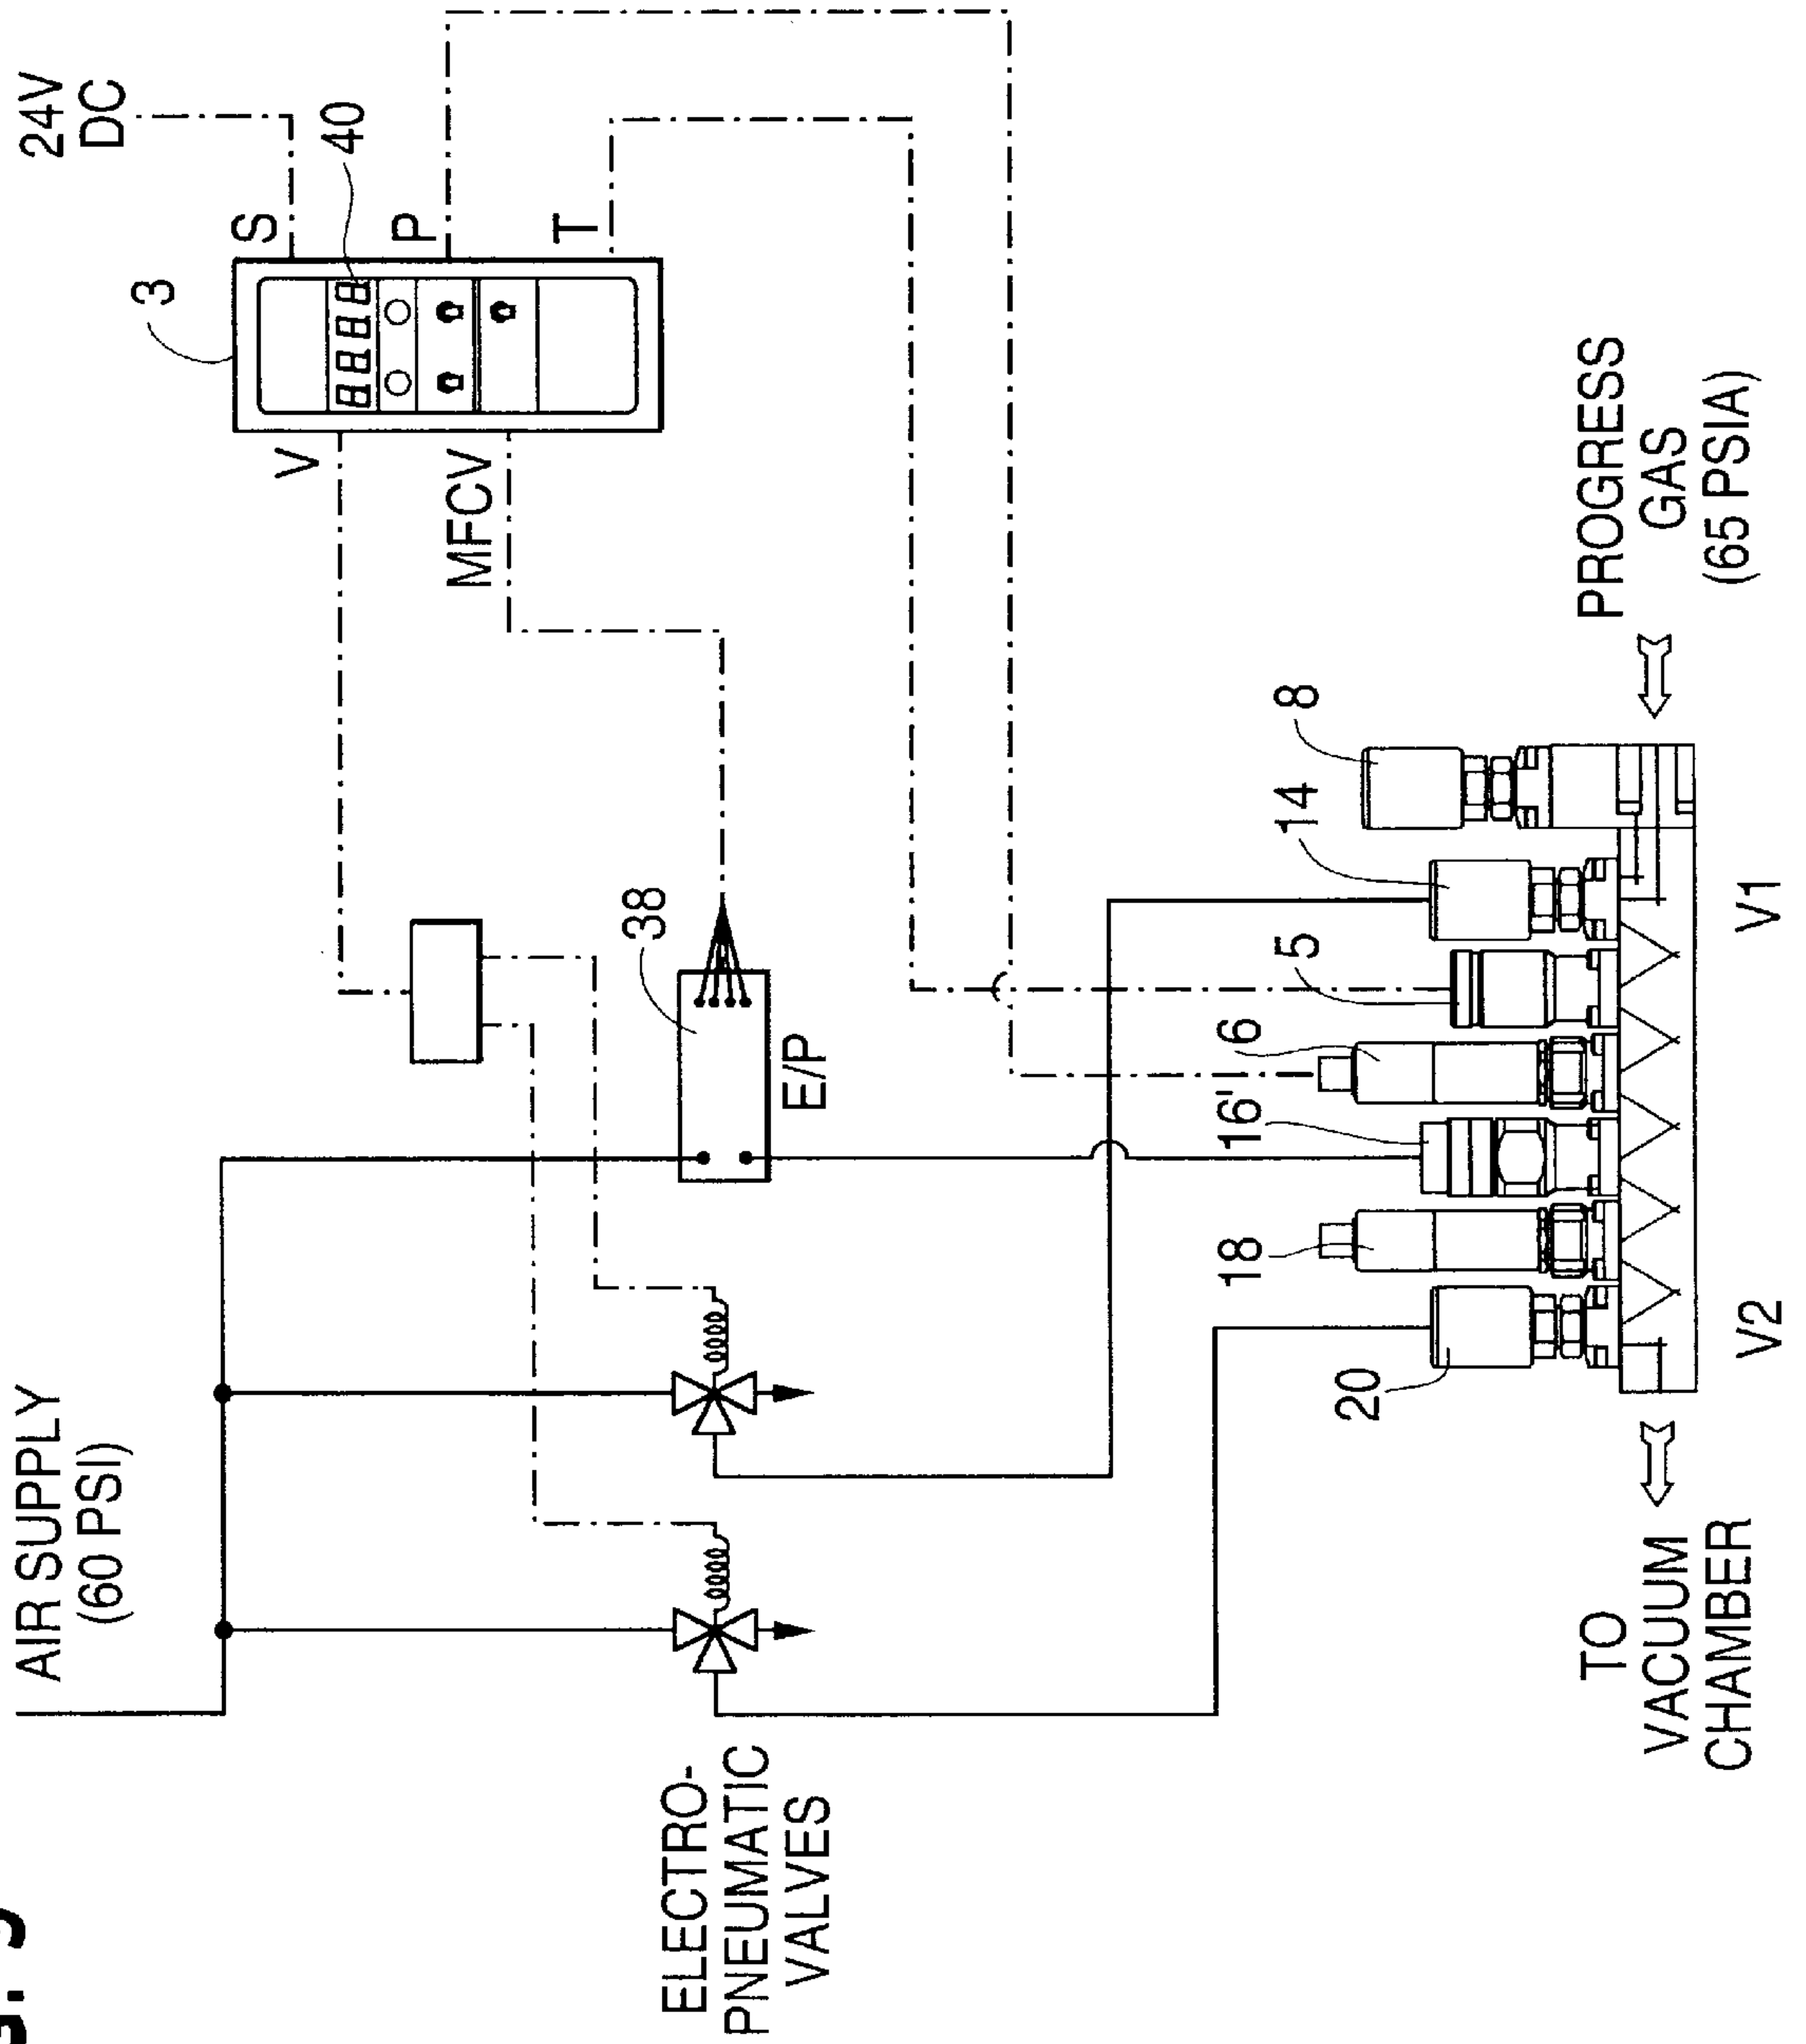 AIR SUPPLY
(60 PSI)
24V
DC
3
S
40
V
P
MFCV
T
8888
ELECTRO-
PNEUMATIC
VALVES
38
E/P
20
18
16'
6
5
14
8
TO
VACUUM
CHAMBER
V2
V1
PROGRESS
GAS
(65 PSIA)